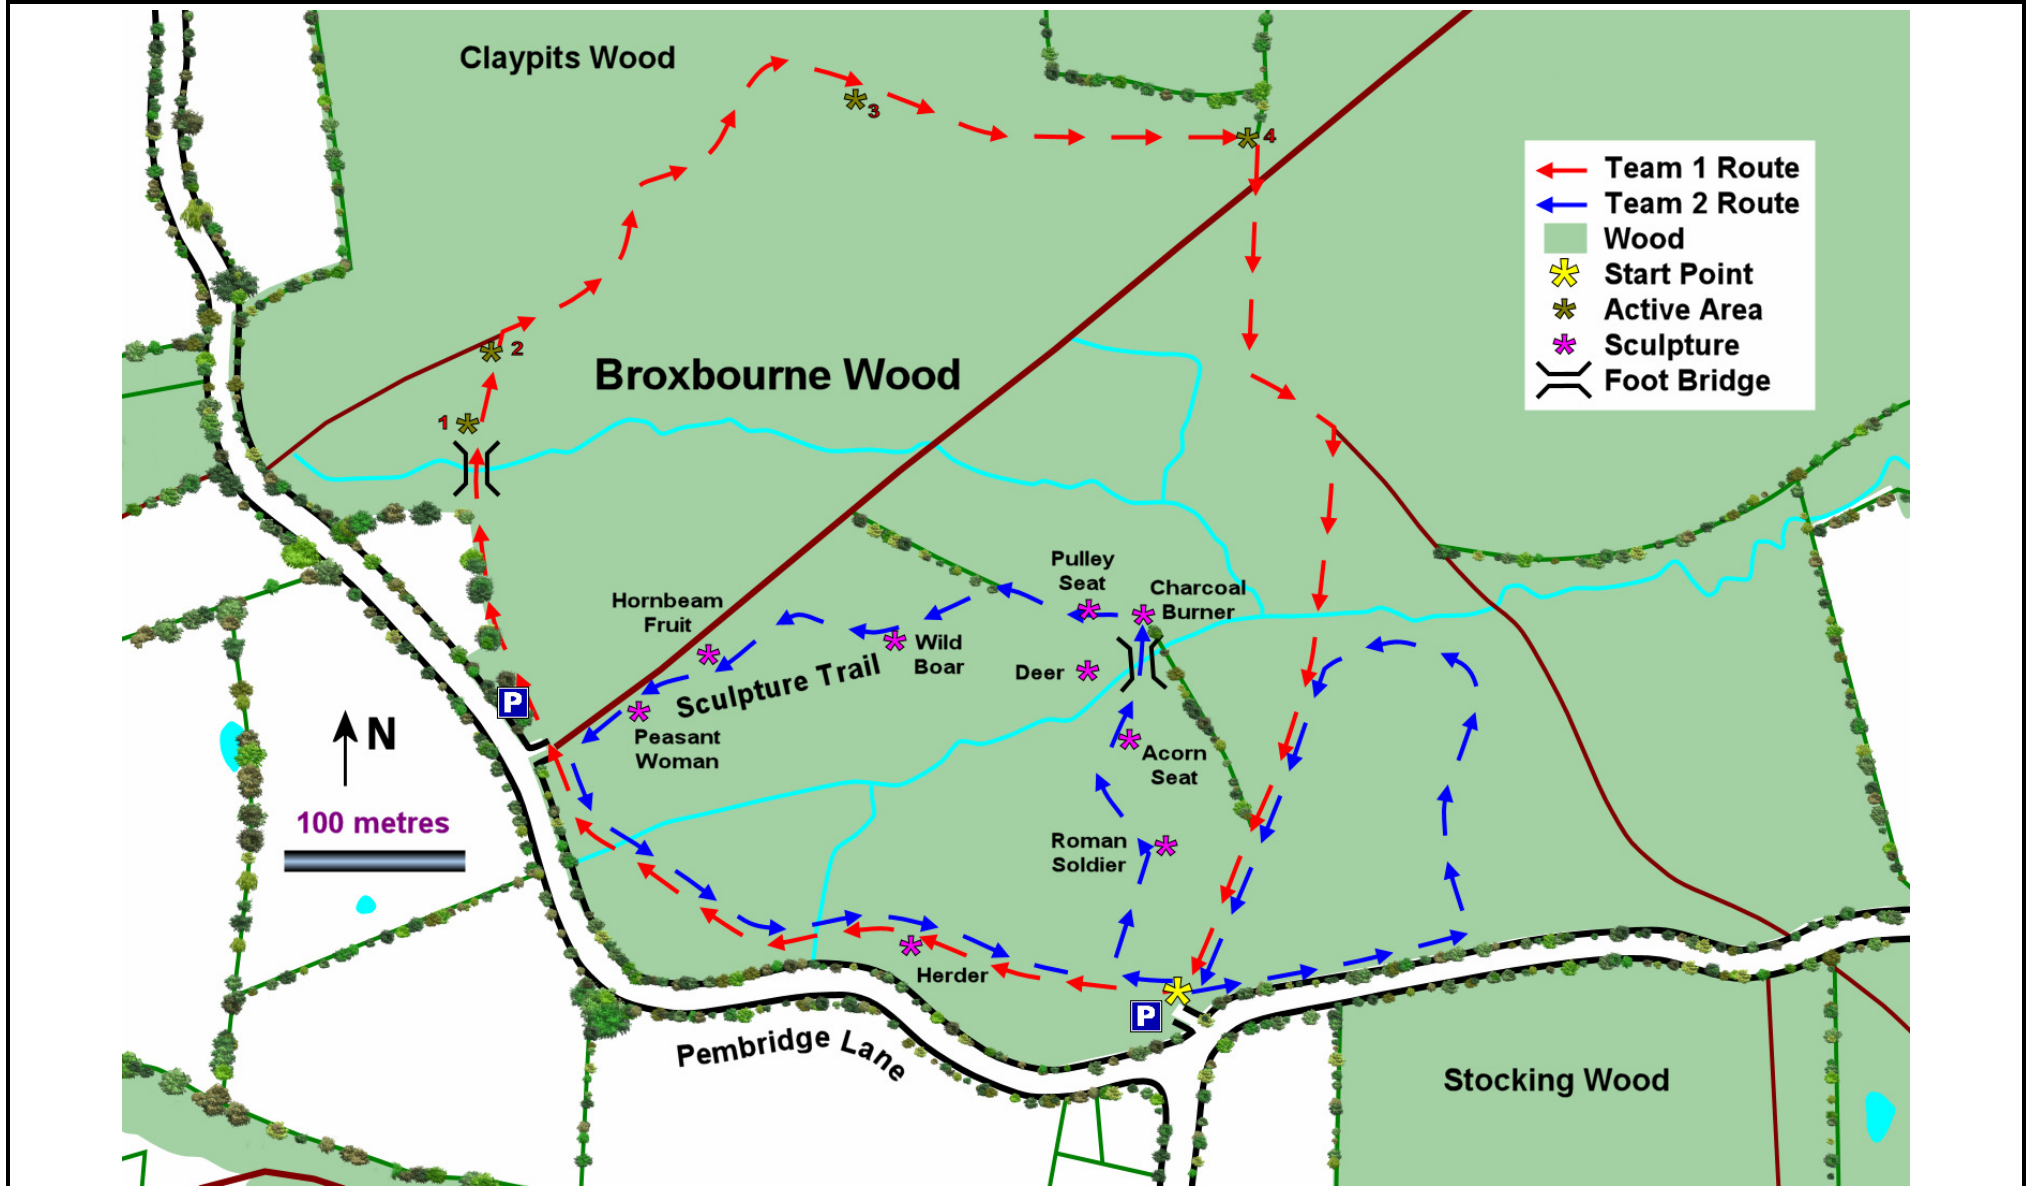 Claypits Wood
3
4
Team 1 Route
Team 2 Route
Wood
Start Point
Active Area
Sculpture
Foot Bridge
2
Broxbourne Wood
1
Pulley
Seat
Charcoal
Burner
Hornbeam
Fruit
Wild
Boar
Deer
Sculpture Trail
P
N
Peasant
Woman
Acorn
Seat
100 metres
Roman
Soldier
Herder
P
Pembridge Lane
Stocking Wood